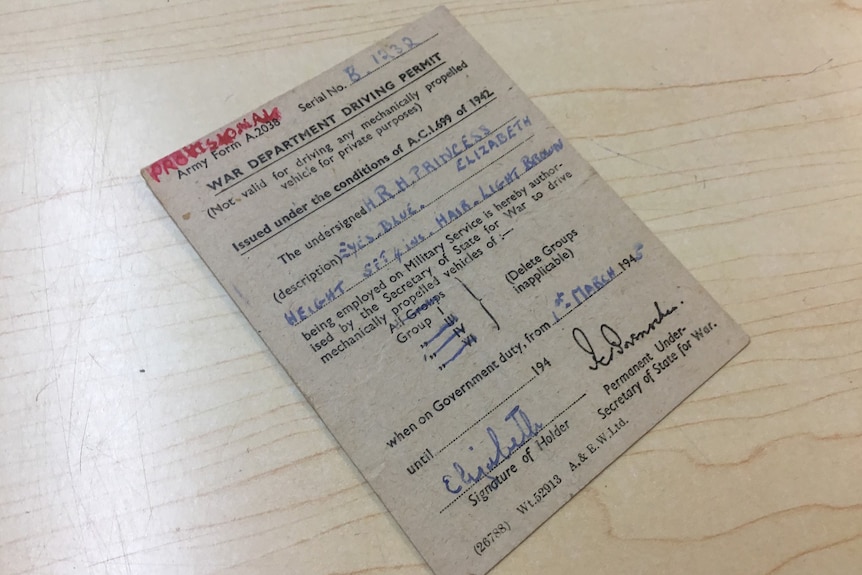 PROVISIONAL
Army Form A.2038
Serial No. B. 1232
WAR DEPARTMENT DRIVING PERMIT
(Not valid for driving any mechanically propelled
vehicle for private purposes)
Issued under the conditions of A.C.I.699 of 1942
The undersigned H.R.H. PRINCESS
ELIZABETH
(description) EYES, BLUE.
HEIGHT 5FT 4 INS. HAIR. LIGHT BROWN
being employed on Military Service is hereby author-
ised by the Secretary of State for War to drive
mechanically propelled vehicles of :—
All Groups
Group I
„ III
„ IV
„ VI
(Delete Groups
inapplicable)
when on Government duty, from 1st MARCH 1945
until 194
Elizabeth
Signature of Holder
Permanent Under-
Secretary of State for War.
(26788) Wt.52913 A.& E.W.Ltd.